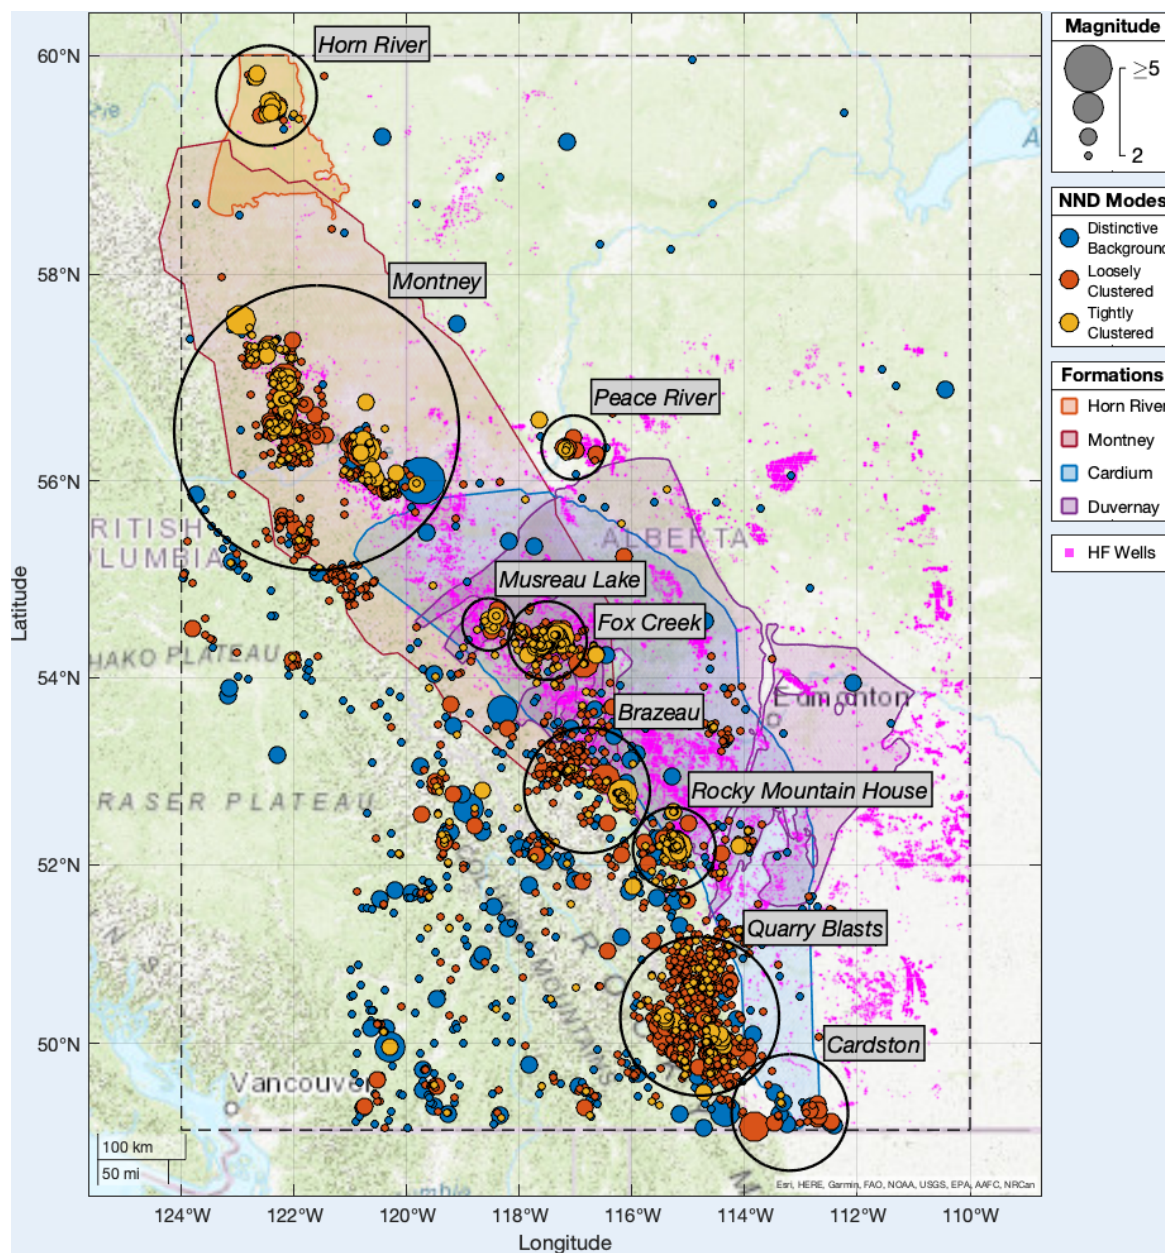 Horn River
Montney
Peace River
Musreau Lake
Fox Creek
Brazeau
Rocky Mountain House
Quarry Blasts
Cardston
RITISH
OLUMBIA
ALBERTA
HAKO PLATEAU
Edmonton
RASER PLATEAU
MOUNTAINS
Vancouver
100 km
50 mi
Esri, HERE, Garmin, FAO, NOAA, USGS, EPA, AAFC, NRCan
60°N
58°N
56°N
54°N
52°N
50°N
Latitude
124°W
122°W
120°W
118°W
116°W
114°W
112°W
110°W
Longitude
Magnitude
≥5
2
NND Modes
Distinctive
Background
Loosely
Clustered
Tightly
Clustered
Formations
Horn River
Montney
Cardium
Duvernay
HF Wells